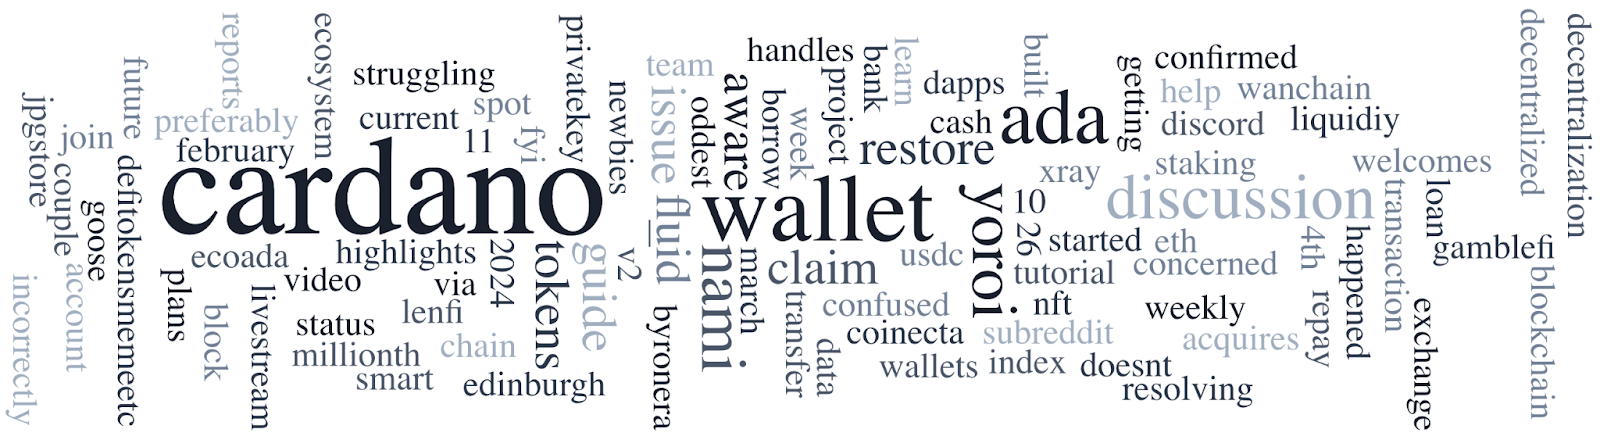 jpgstore
incorrectly
join
couple
account
goose
future
defitokensmemeetc
plans
preferably
february
reports
ecosystem
struggling
current
11
spot
fyi
privatekey
newbies
cardano
ecoada
block
livestream
highlights
video
status
millionth
smart
via
2024
lenfi
chain
edinburgh
tokens
guide
v2
team
issue
fluid_
byronera
oddest
aware
handles
borrow
week
project
bank
learn
dapps
cash
built
ada
restore
wallet
nami
march
claim
transfer
data
confused
coinecta
wallets
usdc
yoroi
10
26
xray
started
tutorial
nft
subreddit
index
doesnt
getting
confirmed
help
wanchain
discord
liquidiy
staking
welcomes
discussion
eth
concerned
weekly
acquires
resolving
4th
repay
happened
transaction
loan
gs
gamblefi
exchange
decentralized
decentralization
blockchain